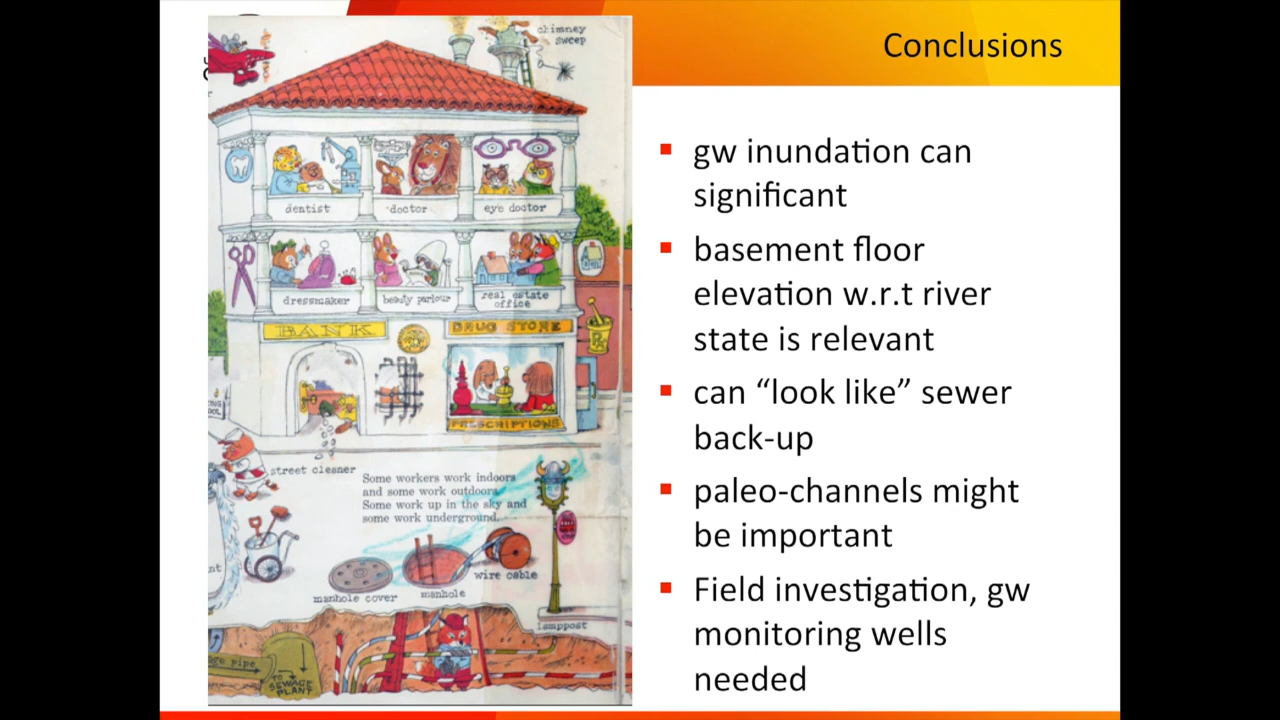 Conclusions
chimney
sweep
dentist
doctor
eye doctor
dressmaker
beauty parlour
real estate
office
BANK
DRUG STORE
PRESCRIPTIONS
street cleaner
Some workers work indoors
and some work outdoors.
Some work up in the sky and
some work underground.
wire cable
manhole cover
manhole
lamppost
pipe
TO
SEWAGE
PLANT
gw inundation can
significant
basement floor
elevation w.r.t river
state is relevant
can “look like” sewer
back-up
paleo-channels might
be important
Field investigation, gw
monitoring wells
needed